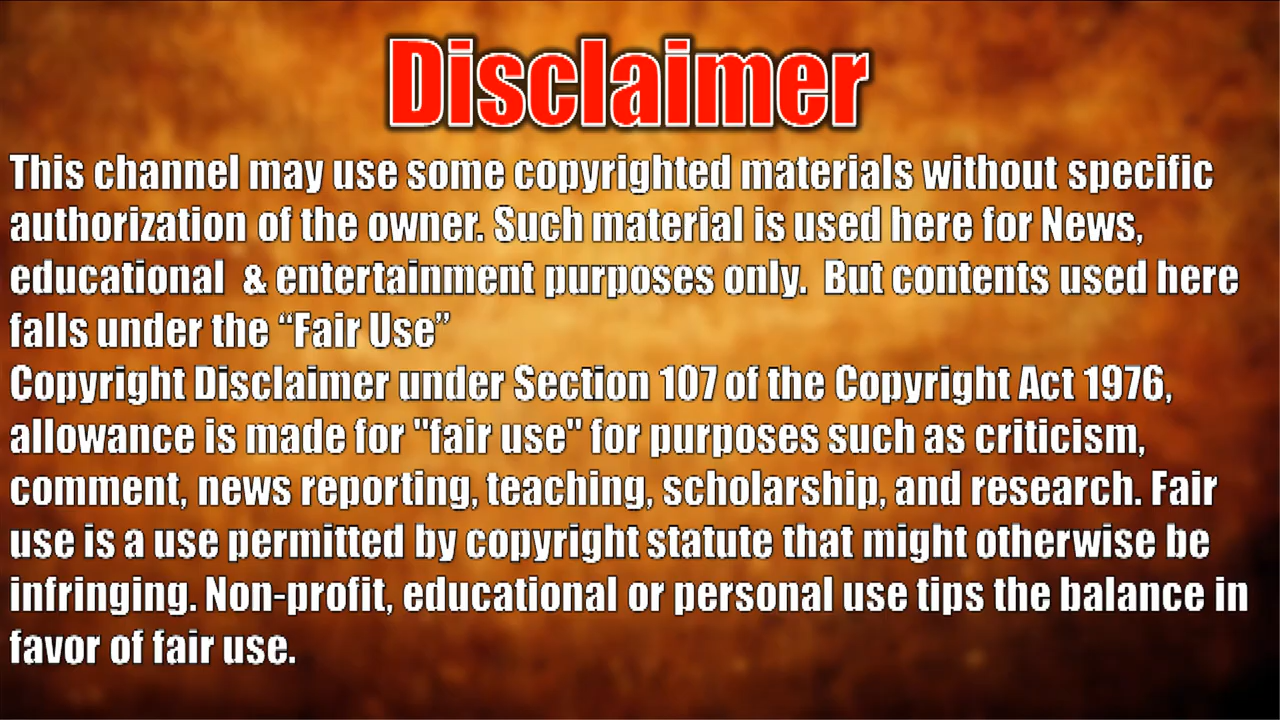 Disclaimer
This channel may use some copyrighted materials without specific
authorization of the owner. Such material is used here for News,
educational  & entertainment purposes only.  But contents used here
falls under the “Fair Use”
Copyright Disclaimer under Section 107 of the Copyright Act 1976,
allowance is made for "fair use" for purposes such as criticism,
comment, news reporting, teaching, scholarship, and research. Fair
use is a use permitted by copyright statute that might otherwise be
infringing. Non-profit, educational or personal use tips the balance in
favor of fair use.